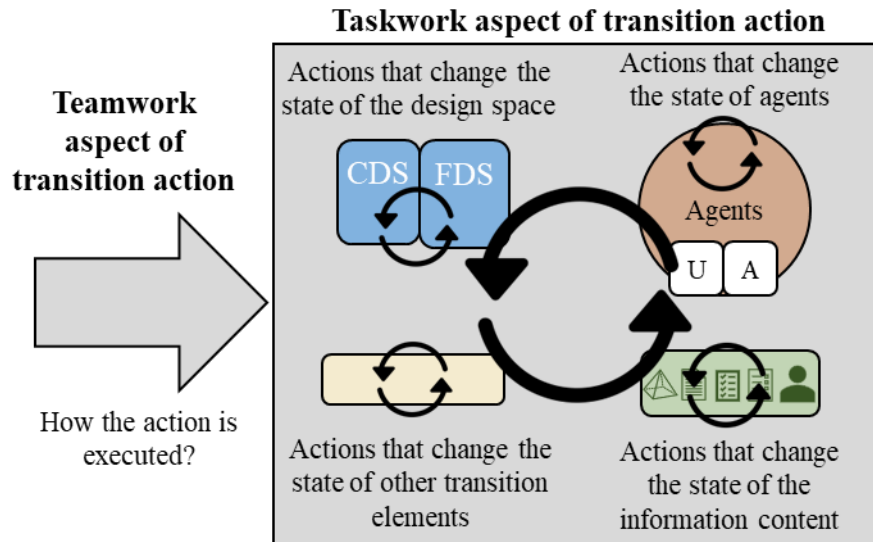 Taskwork aspect of transition action
Teamwork
aspect of
transition action
How the action is
executed?
Actions that change the
state of the design space
CDS FDS
Actions that change
the state of agents
Agents
U A
Actions that change the
state of other transition
elements
Actions that change
the state of the
information content